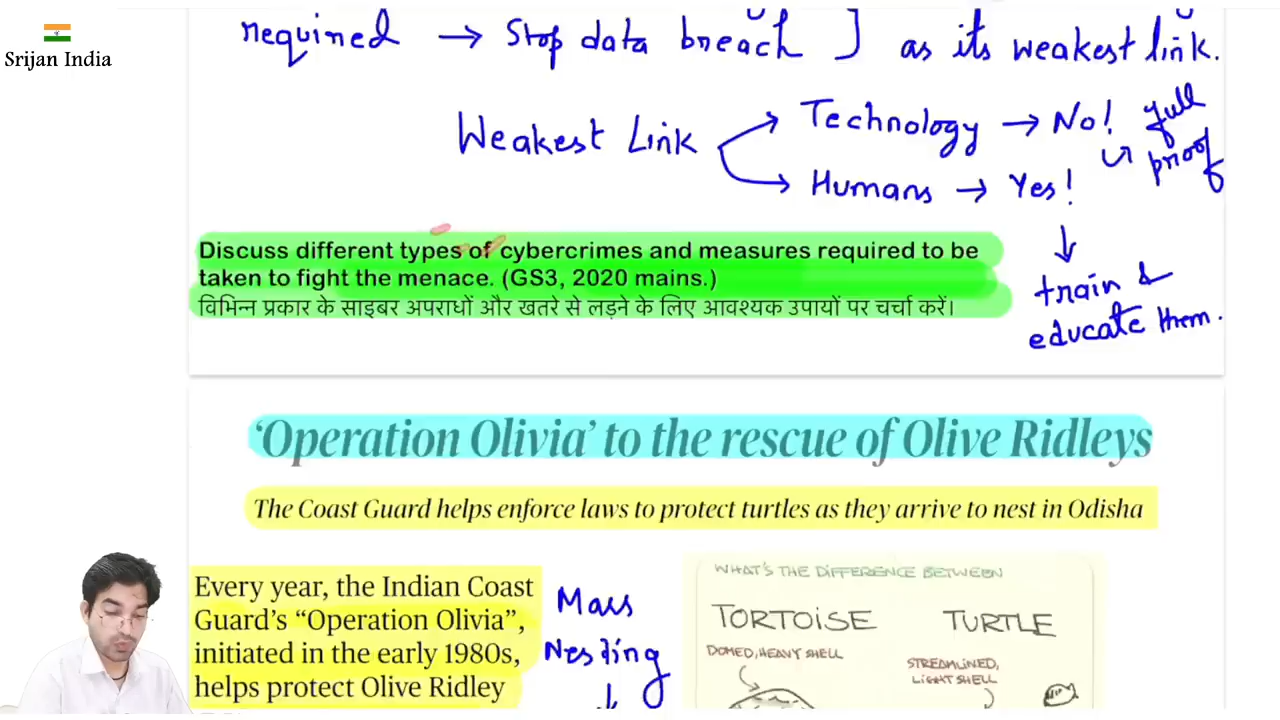 Srijan India
required → Stop data breach ] as its weakest link.
Weakest Link
Technology → No! full proof
Humans → Yes!
train &
educate them.
Discuss different types of cybercrimes and measures required to be
taken to fight the menace. (GS3, 2020 mains.)
विभिन्न प्रकार के साइबर अपराधों और खतरे से लड़ने के लिए आवश्यक उपायों पर चर्चा करें।
‘Operation Olivia’ to the rescue of Olive Ridleys
The Coast Guard helps enforce laws to protect turtles as they arrive to nest in Odisha
Every year, the Indian Coast
Guard’s “Operation Olivia”,
initiated in the early 1980s,
helps protect Olive Ridley
Mass
Nesting
WHAT'S THE DIFFERENCE BETWEEN
TORTOISE TURTLE
DOMED, HEAVY SHELL
STREAMLINED,
LIGHT SHELL